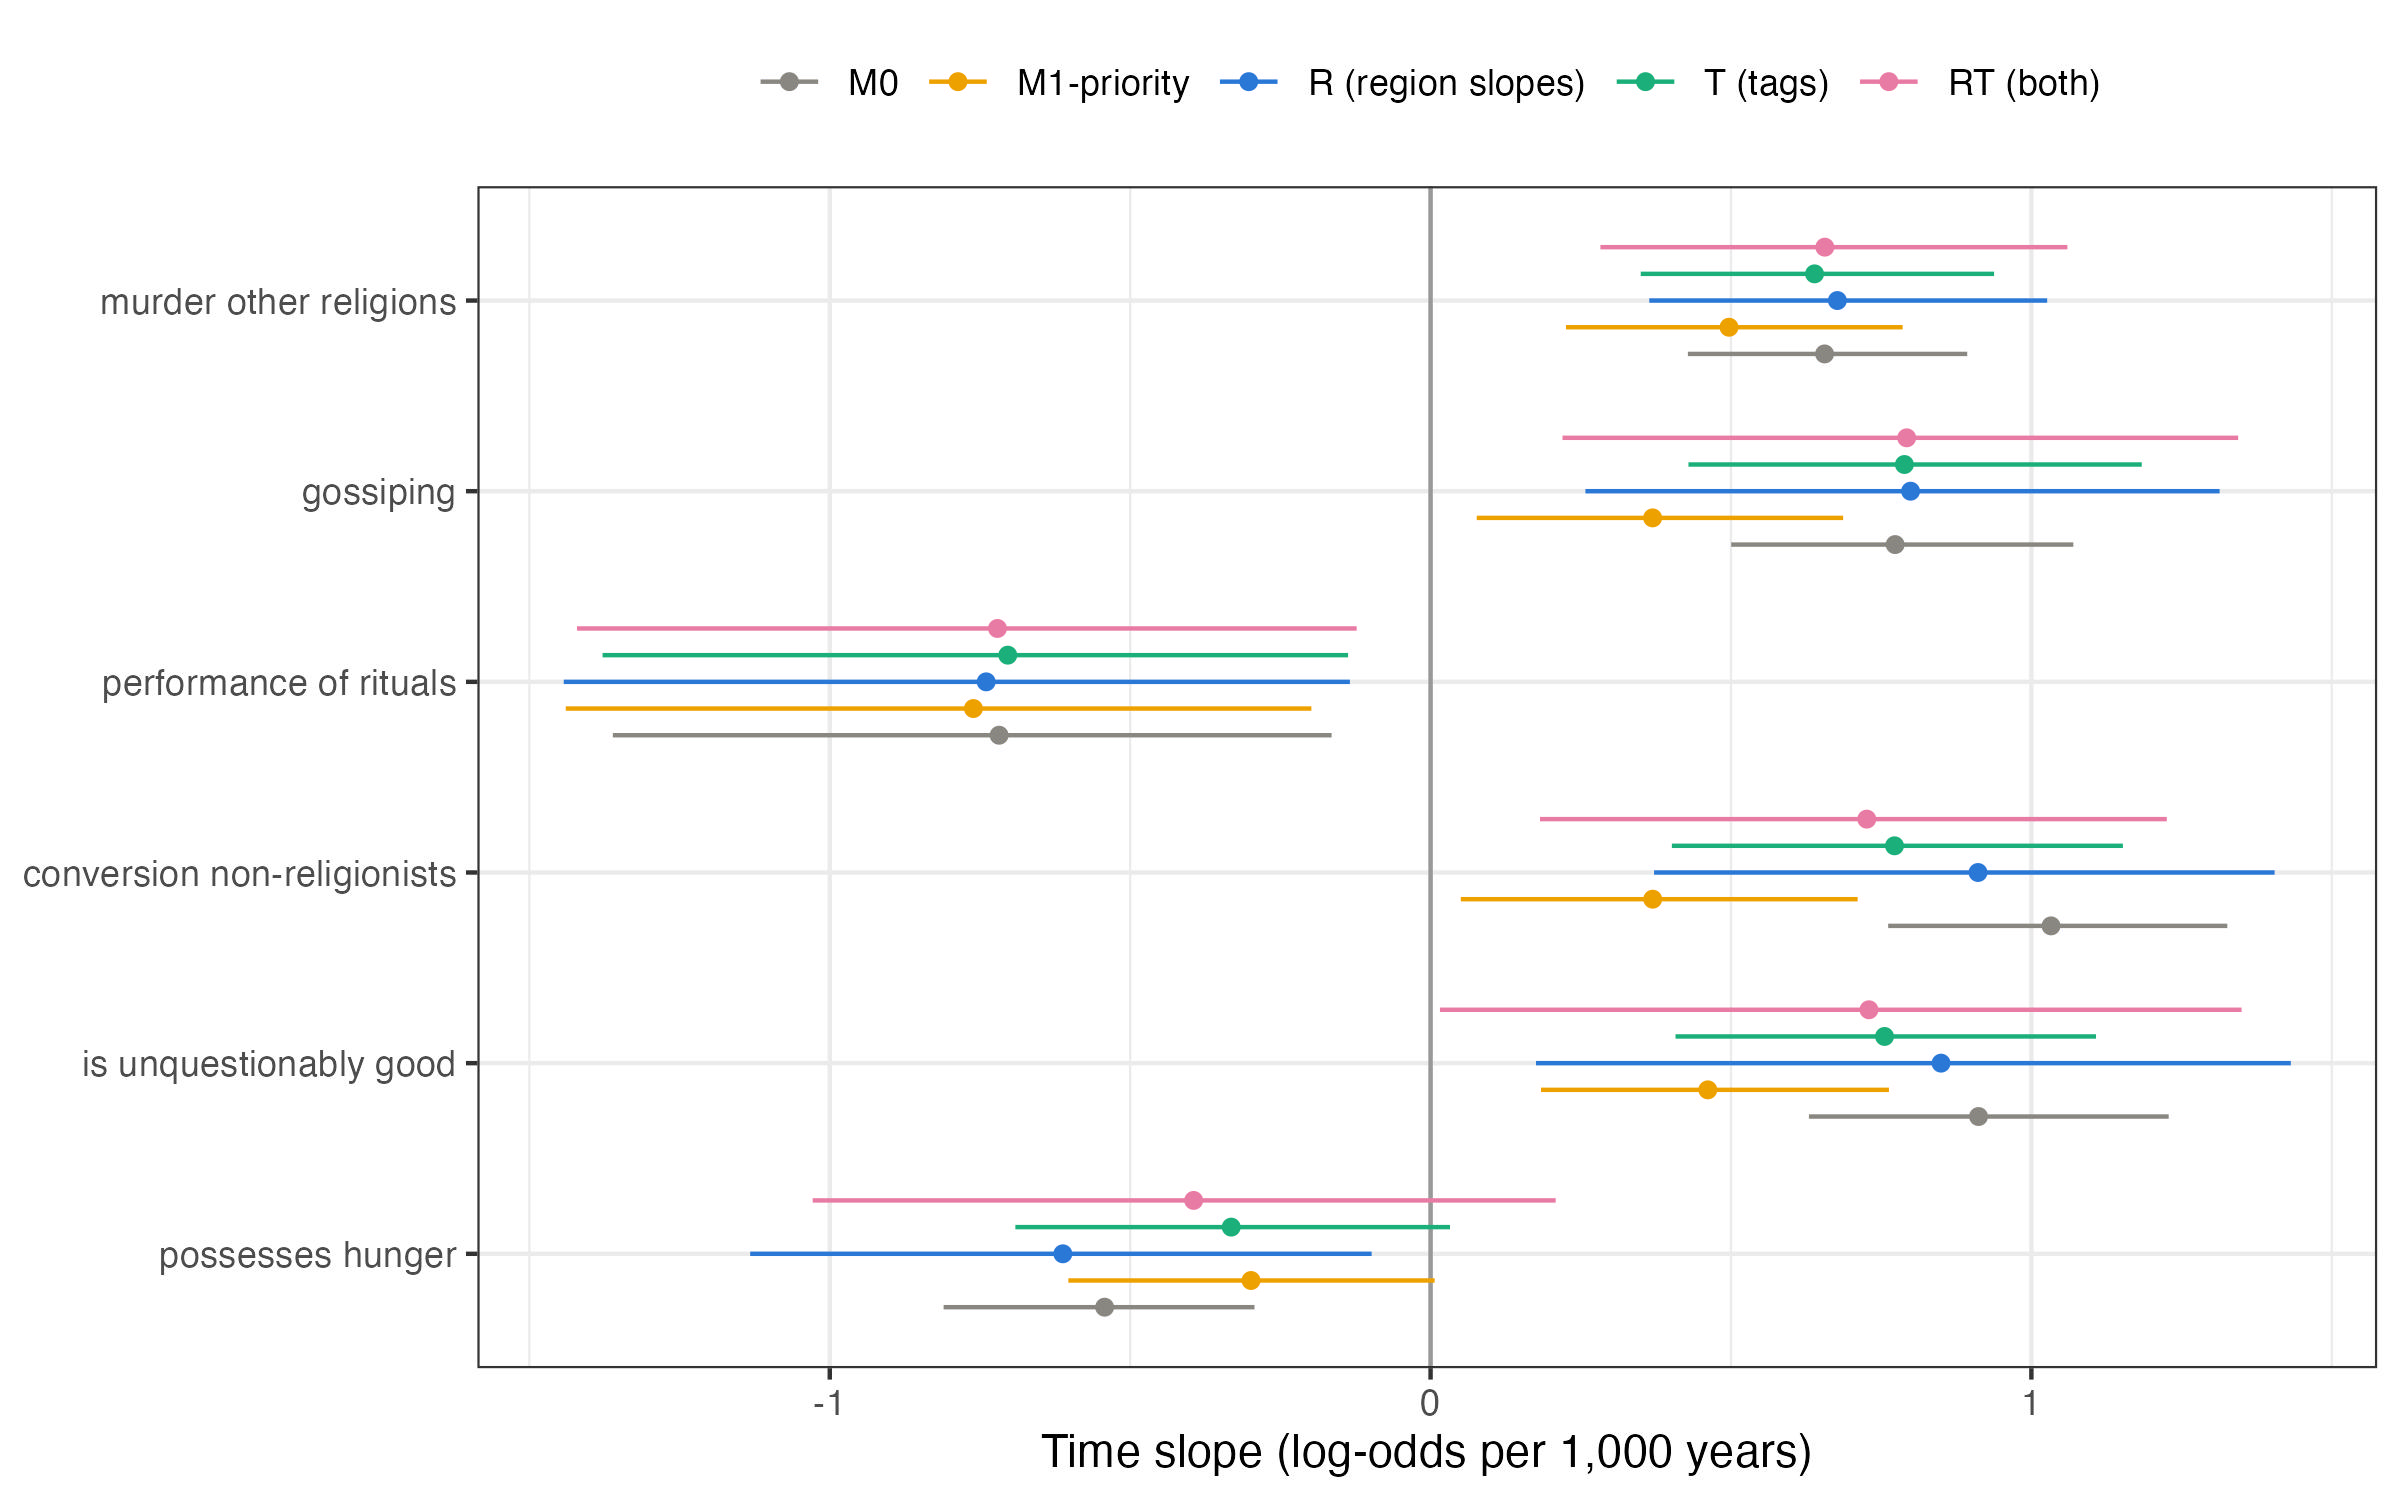 M0 M1-priority R (region slopes) T (tags) RT (both)
murder other religions
gossiping
performance of rituals
conversion non-religionists
is unquestionably good
possesses hunger
-1 0 1
Time slope (log-odds per 1,000 years)